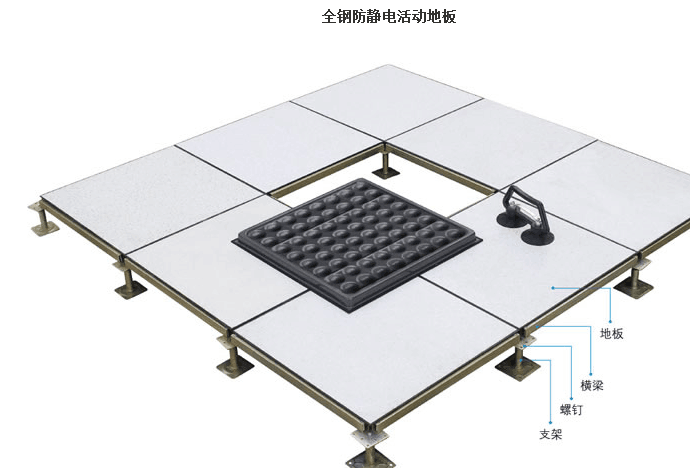 全钢防静电活动地板
地板
横梁
螺钉
支架